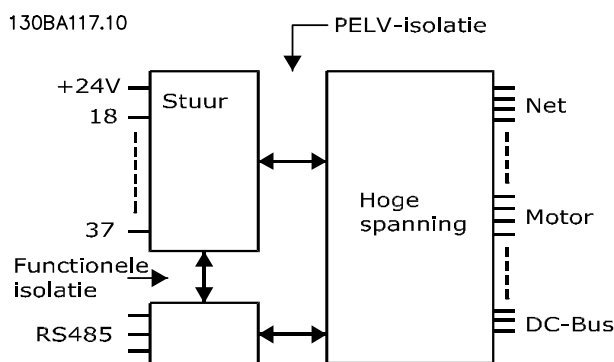 130BA117.10
PELV-isolatie
+24V
Stuur
18
Net
37
Hoge
spanning
Motor
Functionele
isolatie
RS485
DC-Bus